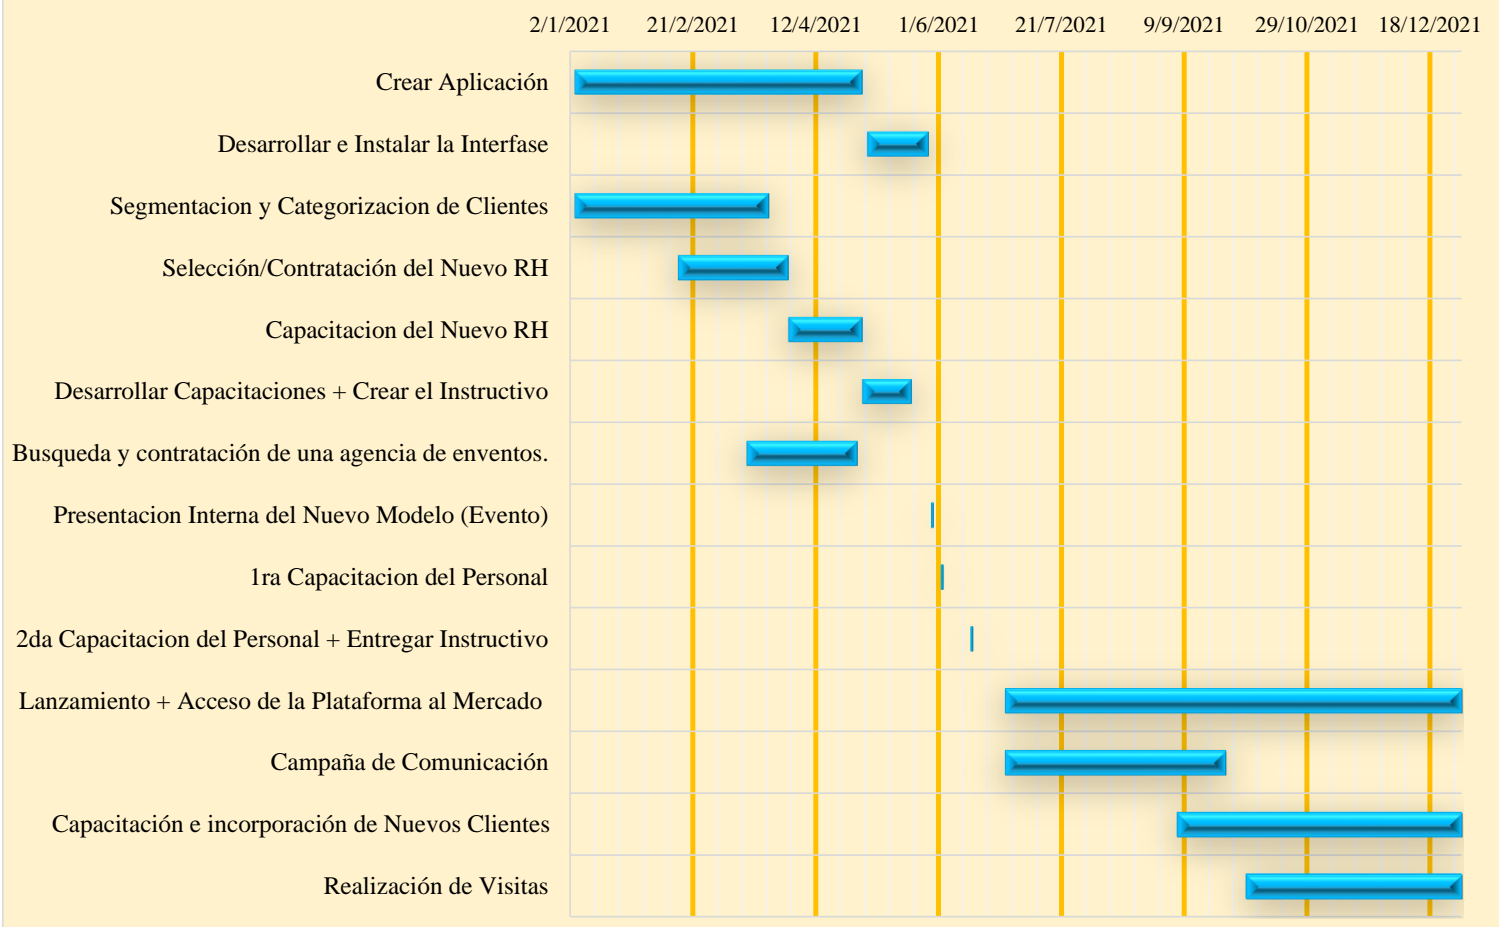 2/1/2021 21/2/2021 12/4/2021 1/6/2021 21/7/2021 9/9/2021 29/10/2021 18/12/2021
Crear Aplicación
Desarrollar e Instalar la Interfase
Segmentacion y Categorizacion de Clientes
Selección/Contratación del Nuevo RH
Capacitacion del Nuevo RH
Desarrollar Capacitaciones + Crear el Instructivo
Busqueda y contratación de una agencia de enventos.
Presentacion Interna del Nuevo Modelo (Evento)
1ra Capacitacion del Personal
2da Capacitacion del Personal + Entregar Instructivo
Lanzamiento + Acceso de la Plataforma al Mercado
Campaña de Comunicación
Capacitación e incorporación de Nuevos Clientes
Realización de Visitas